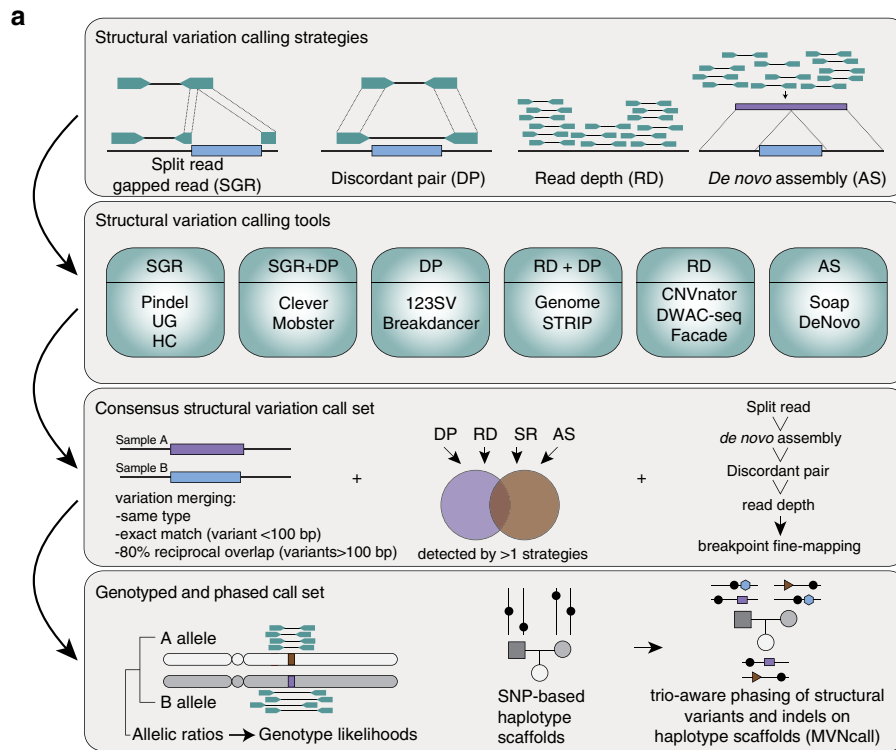 a
Structural variation calling strategies
Split read
gapped read (SGR)
Discordant pair (DP)
Read depth (RD)
De novo assembly (AS)
Structural variation calling tools
SGR
Pindel
UG
HC
SGR+DP
Clever
Mobster
DP
123SV
Breakdancer
RD + DP
Genome
STRIP
RD
CNVnator
DWAC-seq
Facade
AS
Soap
DeNovo
Consensus structural variation call set
Sample A
Sample B
variation merging:
-same type
-exact match (variant <100 bp)
-80% reciprocal overlap (variants>100 bp)
+
DP RD SR AS
detected by >1 strategies
+
Split read
de novo assembly
Discordant pair
read depth
breakpoint fine-mapping
Genotyped and phased call set
A allele
B allele
Allelic ratios
Genotype likelihoods
SNP-based
haplotype
scaffolds
trio-aware phasing of structural
variants and indels on
haplotype scaffolds (MVNcall)